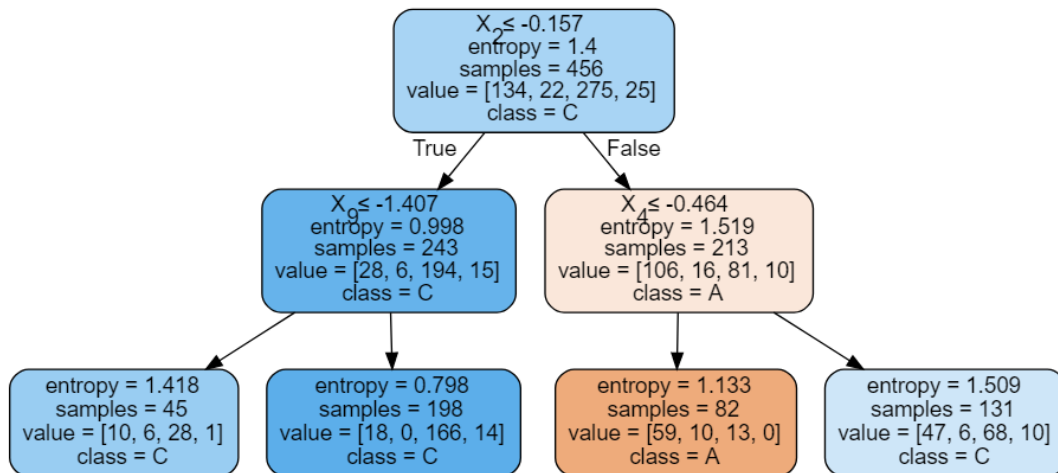 X₂ ≤ -0.157
entropy = 1.4
samples = 456
value = [134, 22, 275, 25]
class = C
True
False
X₉ ≤ -1.407
entropy = 0.998
samples = 243
value = [28, 6, 194, 15]
class = C
X₄ ≤ -0.464
entropy = 1.519
samples = 213
value = [106, 16, 81, 10]
class = A
entropy = 1.418
samples = 45
value = [10, 6, 28, 1]
class = C
entropy = 0.798
samples = 198
value = [18, 0, 166, 14]
class = C
entropy = 1.133
samples = 82
value = [59, 10, 13, 0]
class = A
entropy = 1.509
samples = 131
value = [47, 6, 68, 10]
class = C